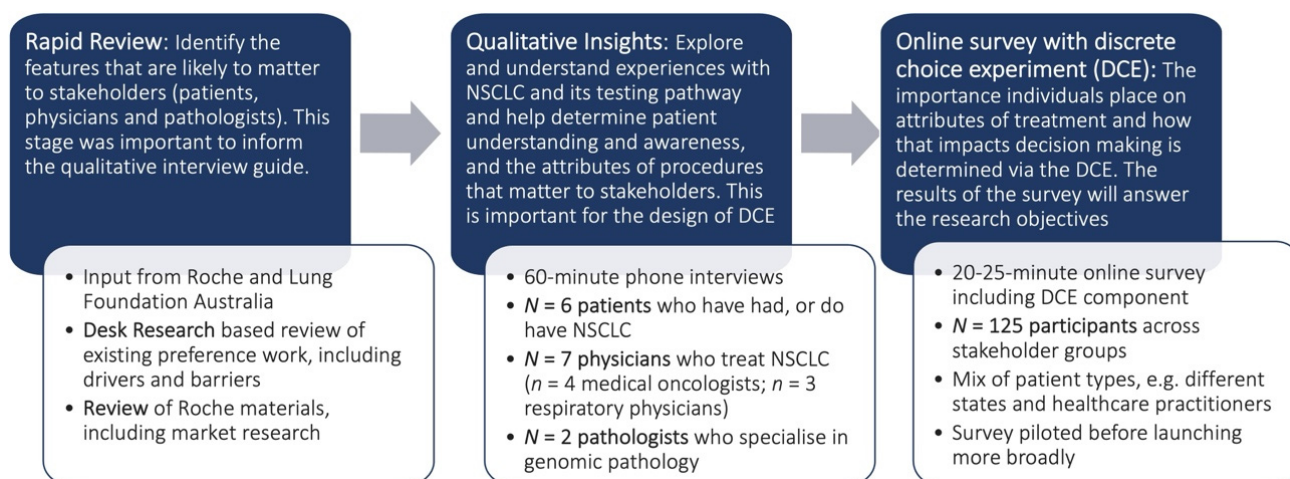 Rapid Review: Identify the
features that are likely to matter
to stakeholders (patients,
physicians and pathologists). This
stage was important to inform
the qualitative interview guide.
• Input from Roche and Lung
Foundation Australia
• Desk Research based review of
existing preference work, including
drivers and barriers
• Review of Roche materials,
including market research
Qualitative Insights: Explore
and understand experiences with
NSCLC and its testing pathway
and help determine patient
understanding and awareness,
and the attributes of procedures
that matter to stakeholders. This
is important for the design of DCE
• 60-minute phone interviews
• N = 6 patients who have had, or do
have NSCLC
• N = 7 physicians who treat NSCLC
(n = 4 medical oncologists; n = 3
respiratory physicians)
• N = 2 pathologists who specialise in
genomic pathology
Online survey with discrete
choice experiment (DCE): The
importance individuals place on
attributes of treatment and how
that impacts decision making is
determined via the DCE. The
results of the survey will answer
the research objectives
• 20-25-minute online survey
including DCE component
• N = 125 participants across
stakeholder groups
• Mix of patient types, e.g. different
states and healthcare practitioners
• Survey piloted before launching
more broadly